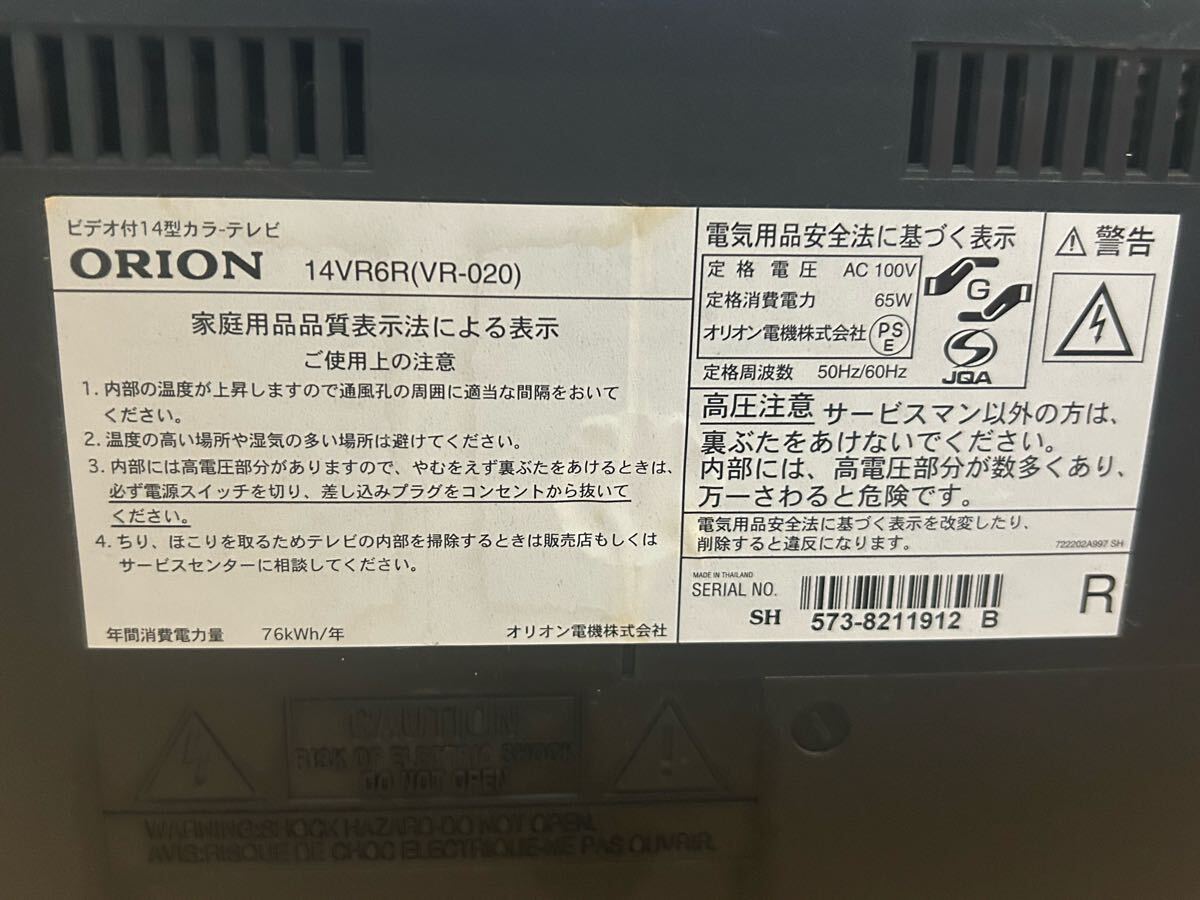 ビデオ付14型カラ-テレビ
ORION 14VR6R(VR-020)
家庭用品品質表示法による表示
ご使用上の注意
1. 内部の温度が上昇しますので通風孔の周囲に適当な間隔をおいて
ください。
2. 温度の高い場所や湿気の多い場所は避けてください。
3. 内部には高電圧部分がありますので、やむをえず裏ぶたをあけるときは、
必ず電源スイッチを切り、差し込みプラグをコンセントから抜いて
ください。
4. ちり、ほこりを取るためテレビの内部を掃除するときは販売店もしくは
サービスセンターに相談してください。
年間消費電力量 76kWh/年 オリオン電機株式会社
電気用品安全法に基づく表示
定格電圧 AC 100V
定格消費電力 65W
オリオン電機株式会社 PSE
定格周波数 50Hz/60Hz
G
JQA
⚠ 警告
高圧注意 サービスマン以外の方は、
裏ぶたをあけないでください。
内部には、高電圧部分が数多くあり、
万一さわると危険です。
電気用品安全法に基づく表示を改変したり、
削除すると違反になります。
722202A997 SH
MADE IN THAILAND
SERIAL NO.
SH 573-8211912 B
R
CAUTION
RISK OF ELECTRIC SHOCK
DO NOT OPEN
WARNING:SHOCK HAZARD-DO NOT OPEN.
AVIS:RISQUE DE CHOC ELECTRIQUE-NE PAS OUVRIR.